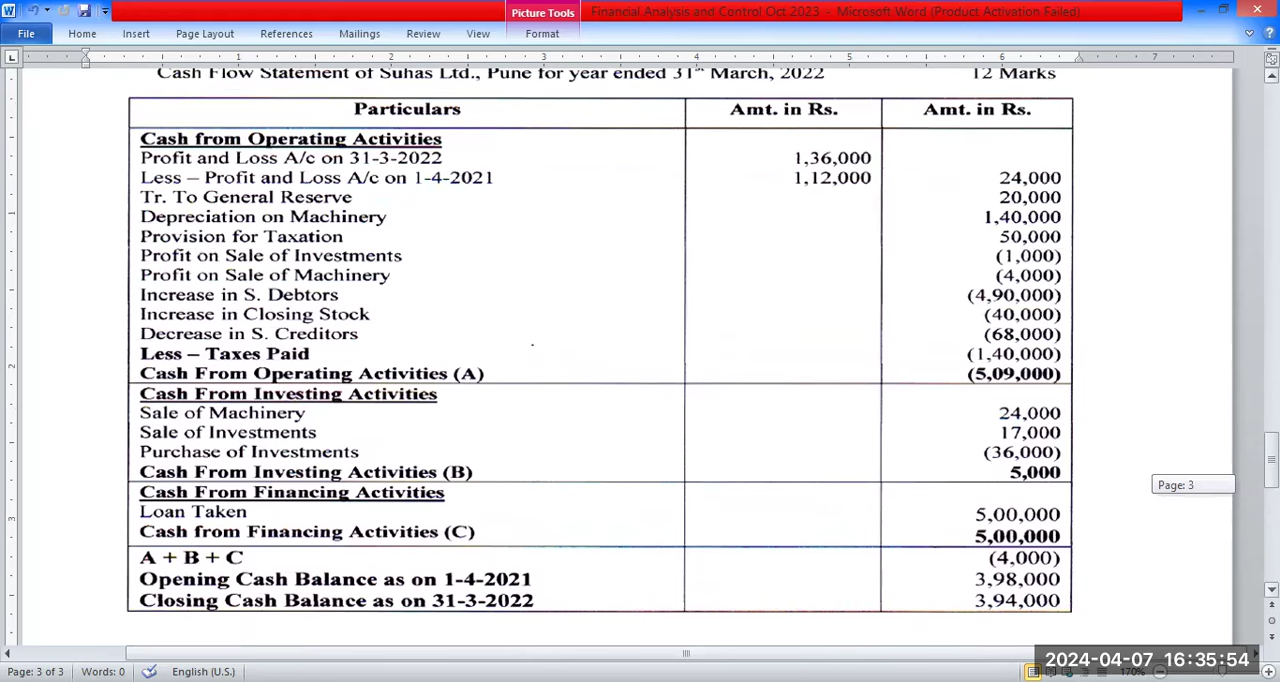 Picture Tools
Financial Analysis and Control Oct 2023 - Microsoft Word (Product Activation Failed)
File Home Insert Page Layout References Mailings Review View Format
1 2 3 4 5 6 7
Cash Flow Statement of Suhas Ltd., Pune for year ended 31st March, 2022 12 Marks
Particulars Amt. in Rs. Amt. in Rs.
Cash from Operating Activities
Profit and Loss A/c on 31-3-2022 1,36,000
Less – Profit and Loss A/c on 1-4-2021 1,12,000 24,000
Tr. To General Reserve 20,000
Depreciation on Machinery 1,40,000
Provision for Taxation 50,000
Profit on Sale of Investments (1,000)
Profit on Sale of Machinery (4,000)
Increase in S. Debtors (4,90,000)
Increase in Closing Stock (40,000)
Decrease in S. Creditors (68,000)
Less – Taxes Paid (1,40,000)
Cash From Operating Activities (A) (5,09,000)
Cash From Investing Activities
Sale of Machinery 24,000
Sale of Investments 17,000
Purchase of Investments (36,000)
Cash From Investing Activities (B) 5,000
Page: 3
Cash From Financing Activities
Loan Taken 5,00,000
Cash from Financing Activities (C) 5,00,000
A + B + C (4,000)
Opening Cash Balance as on 1-4-2021 3,98,000
Closing Cash Balance as on 31-3-2022 3,94,000
2024-04-07 16:35:54
Page: 3 of 3 Words: 0 English (U.S.) 170%